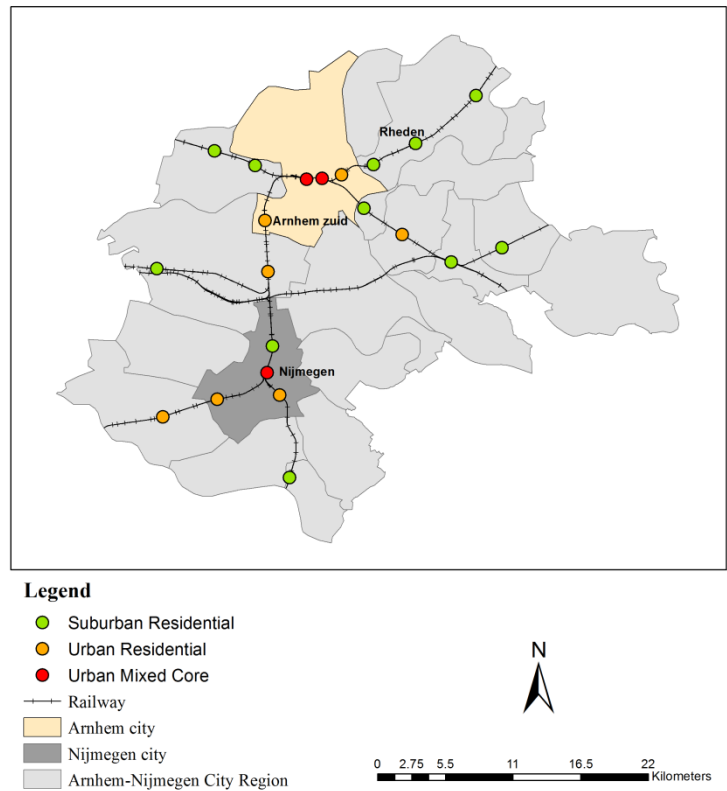 Rheden
Arnhem zuid
Nijmegen
Legend
Suburban Residential
Urban Residential
Urban Mixed Core
Railway
Arnhem city
Nijmegen city
Arnhem-Nijmegen City Region
N
0 2.75 5.5 11 16.5 22
Kilometers